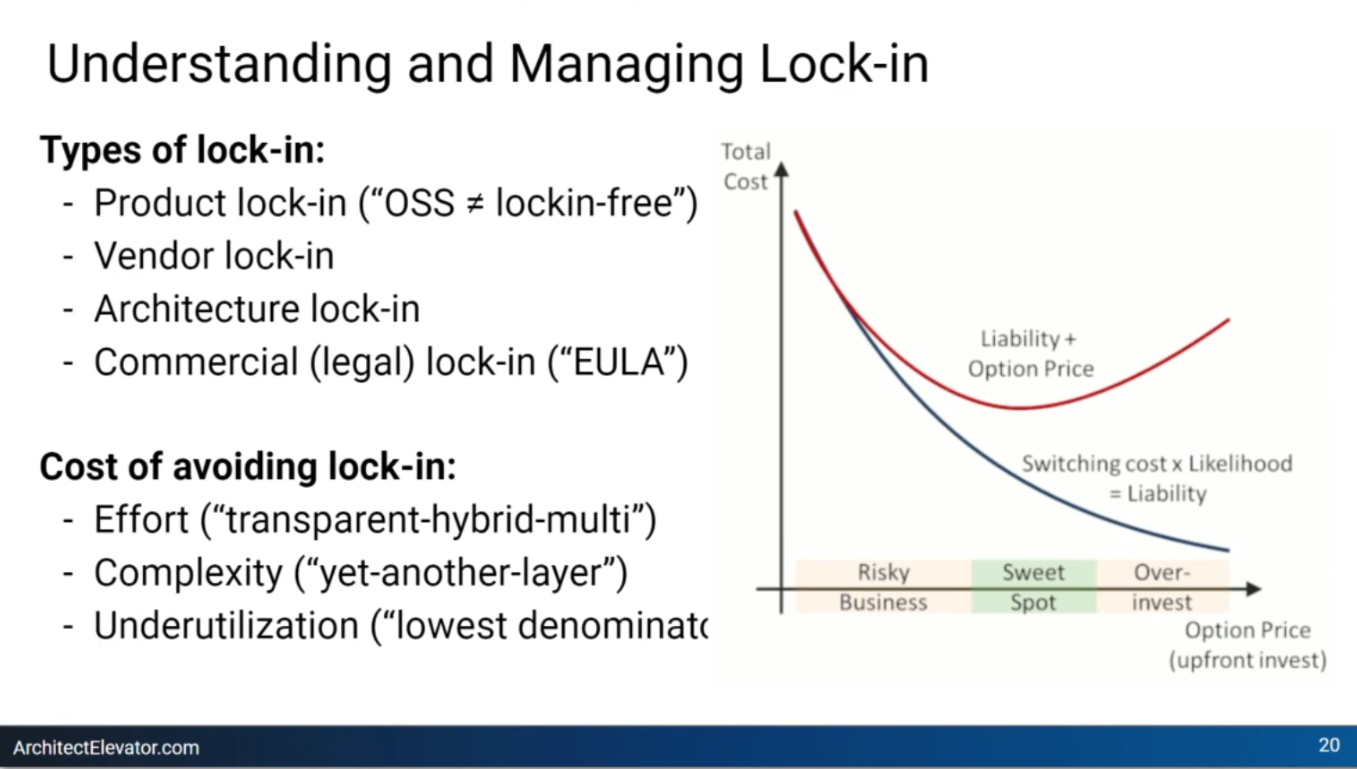 Understanding and Managing Lock-in
Types of lock-in:
- Product lock-in (“OSS ≠ lockin-free”)
- Vendor lock-in
- Architecture lock-in
- Commercial (legal) lock-in (“EULA”)
Cost of avoiding lock-in:
- Effort (“transparent-hybrid-multi”)
- Complexity (“yet-another-layer”)
- Underutilization (“lowest
Total
Cost
Liability +
Option Price
Switching cost x Likelihood
= Liability
Risky
Business
Sweet
Spot
Over-
invest
Option Price
(upfront invest)
ArchitectElevator.com
20